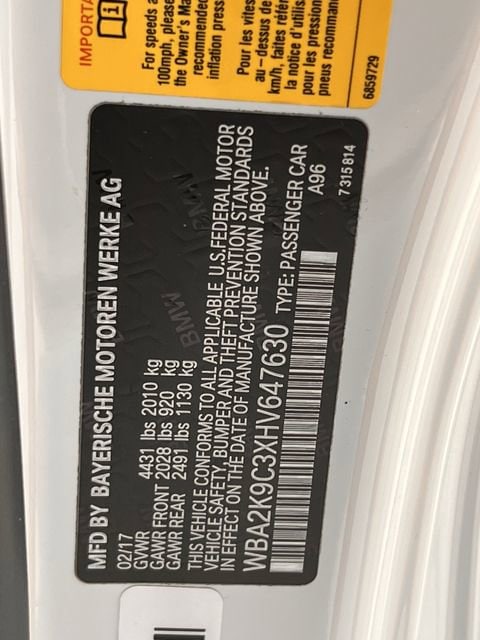 IMPORTA
For speeds a
100mph, please
the Owner's Ma
recommended
inflation press
Pour les vites
au – dessus de
km/h, faites référ
la notice d'utilis
pour les pression
pneus recomman
6859729
MFD BY BAYERISCHE MOTOREN WERKE AG
02/17
GVWR 4431 lbs 2010 kg
GAWR FRONT 2028 lbs 920 kg
GAWR REAR 2491 lbs 1130 kg
THIS VEHICLE CONFORMS TO ALL APPLICABLE U.S.FEDERAL MOTOR
VEHICLE SAFETY, BUMPER AND THEFT PREVENTION STANDARDS
IN EFFECT ON THE DATE OF MANUFACTURE SHOWN ABOVE.
WBA2K9C3XHV647630 TYPE: PASSENGER CAR
A96
7315814